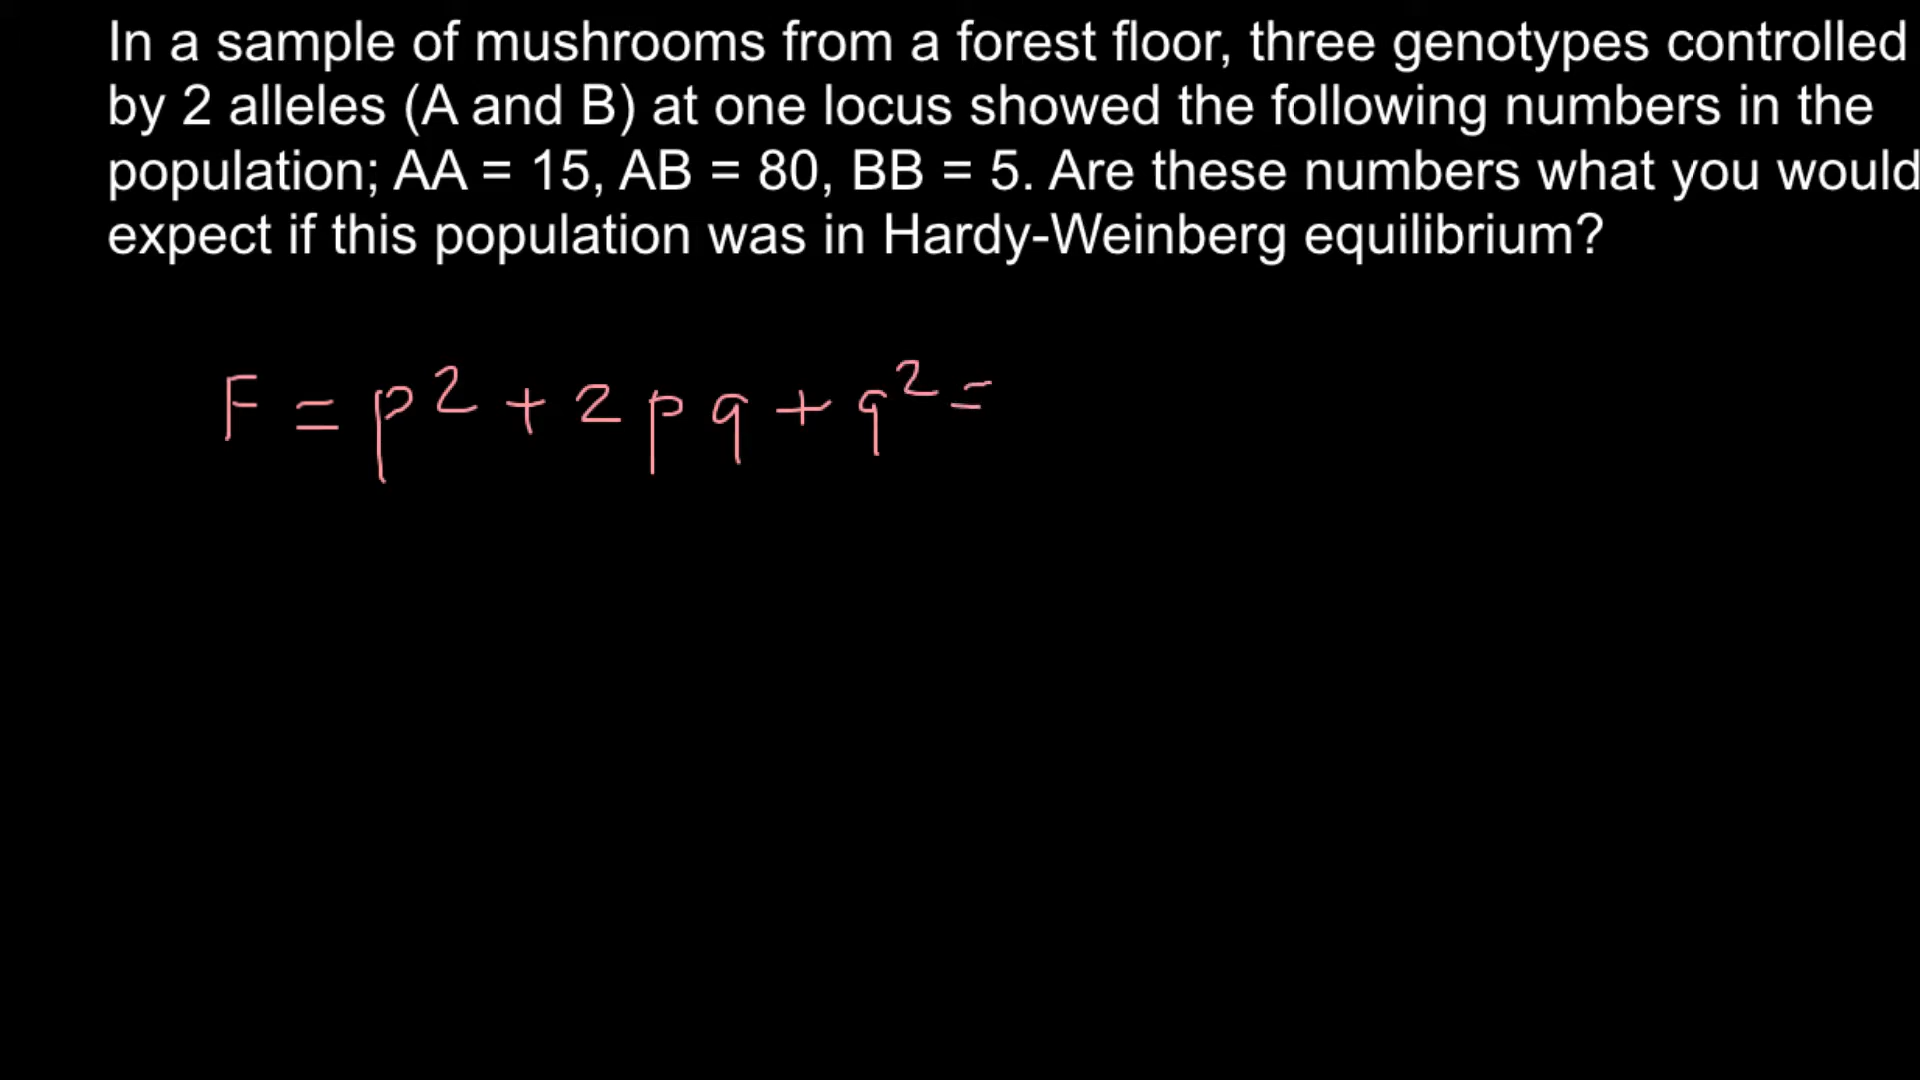 In a sample of mushrooms from a forest floor, three genotypes controlled
by 2 alleles (A and B) at one locus showed the following numbers in the
population; AA = 15, AB = 80, BB = 5. Are these numbers what you would
expect if this population was in Hardy-Weinberg equilibrium?
F = p² + 2pq + q² =